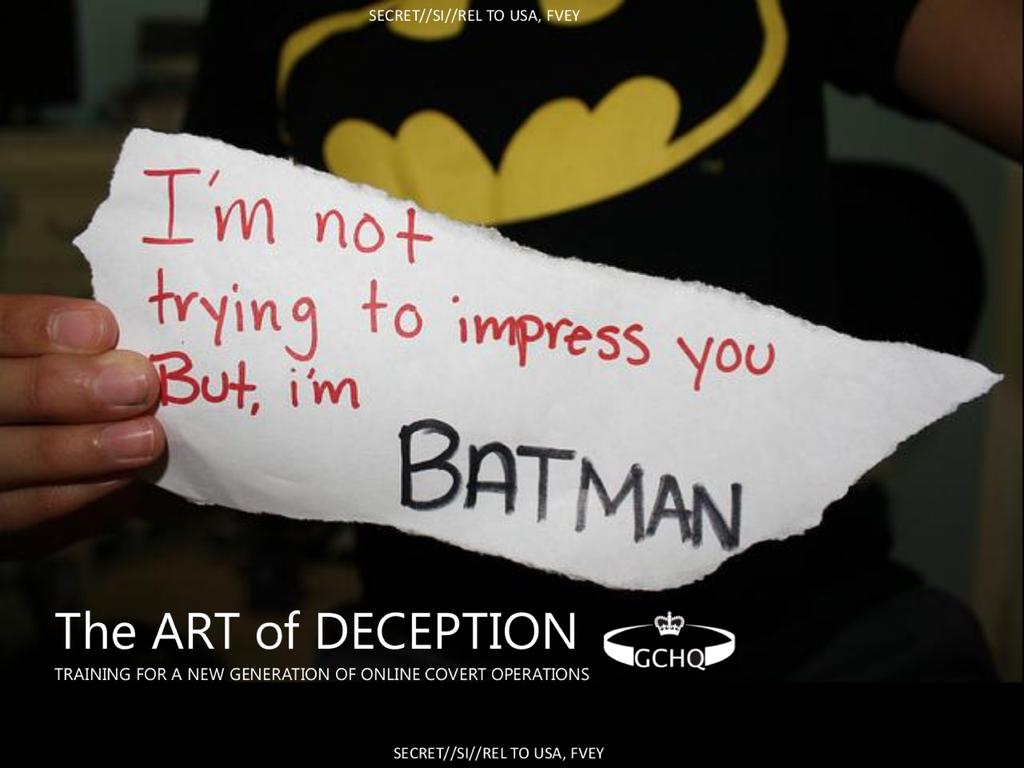 SECRET//SI//REL TO USA, FVEY
I'm not
trying to impress you
But, i'm
BATMAN
The ART of DECEPTION
GCHQ
TRAINING FOR A NEW GENERATION OF ONLINE COVERT OPERATIONS
SECRET//SI//REL TO USA, FVEY